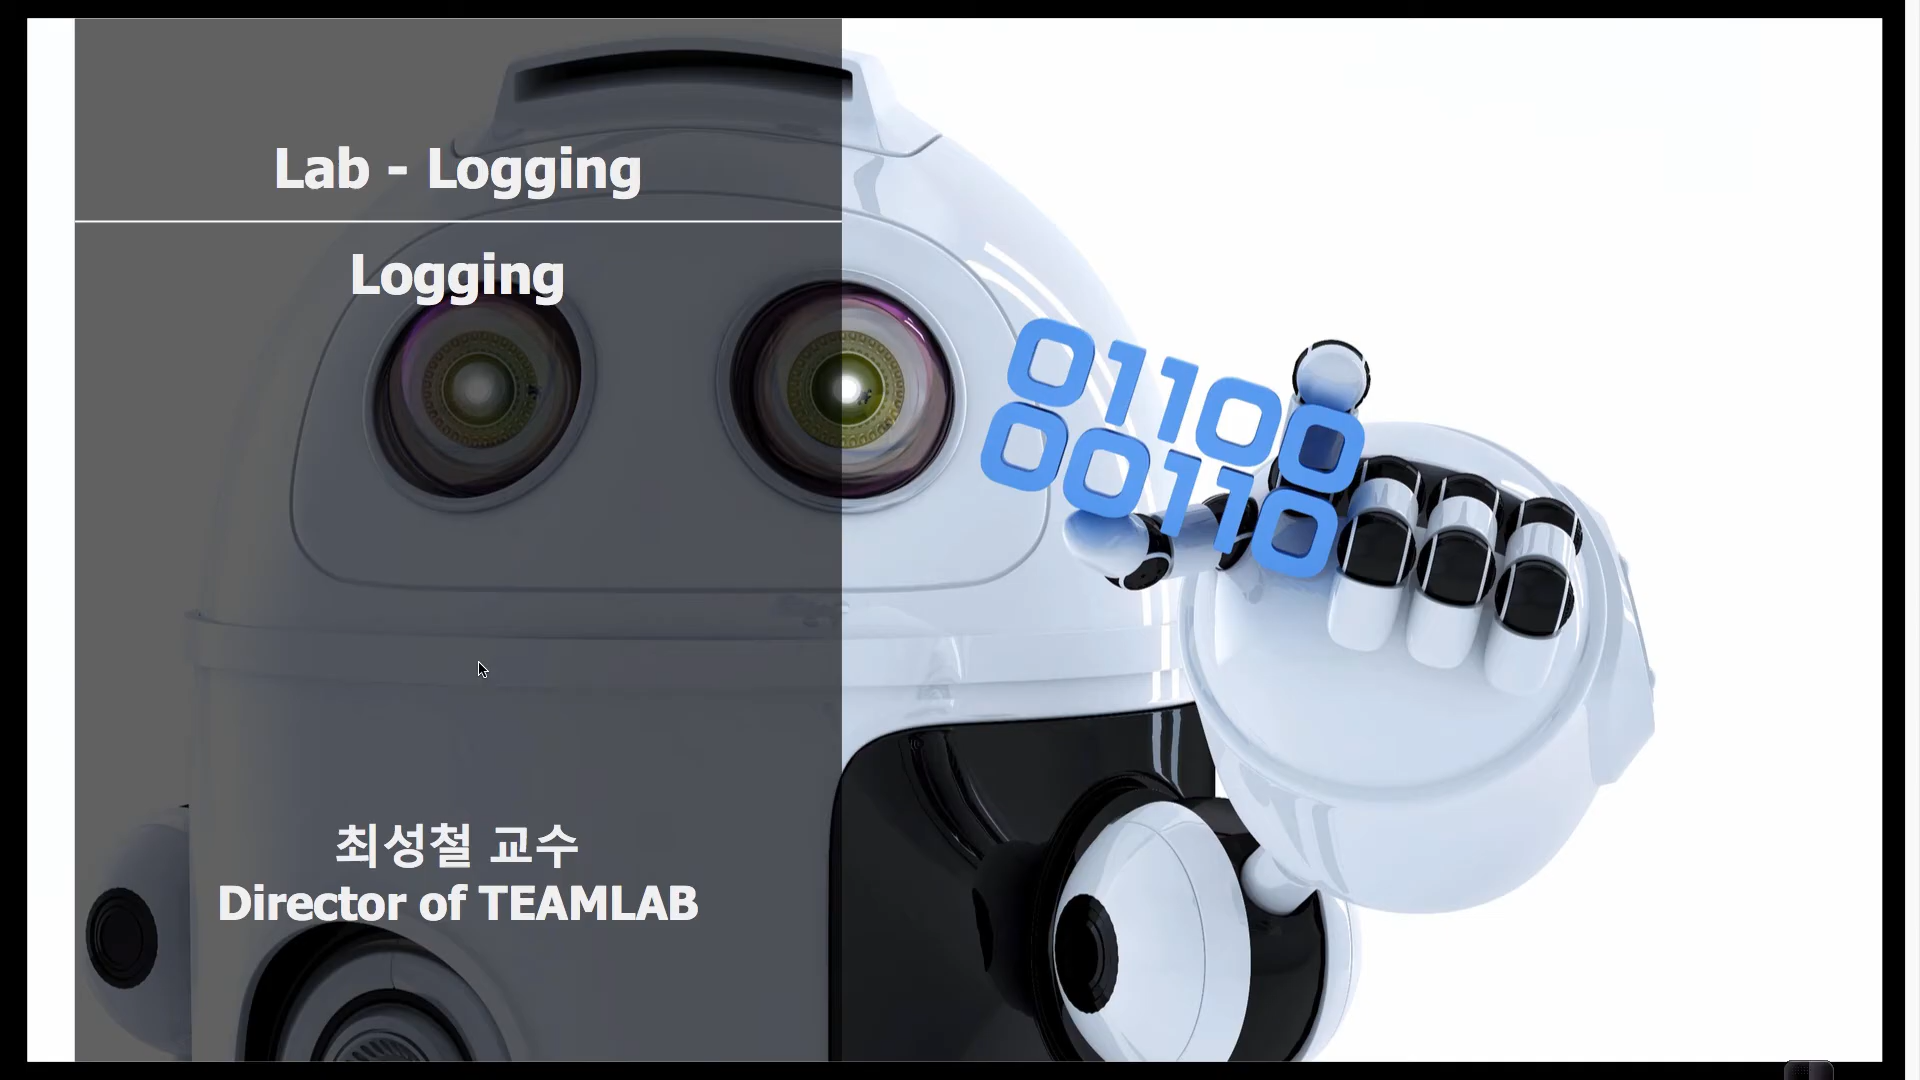 Lab - Logging
Logging
01100
00110
최성철 교수
Director of TEAMLAB